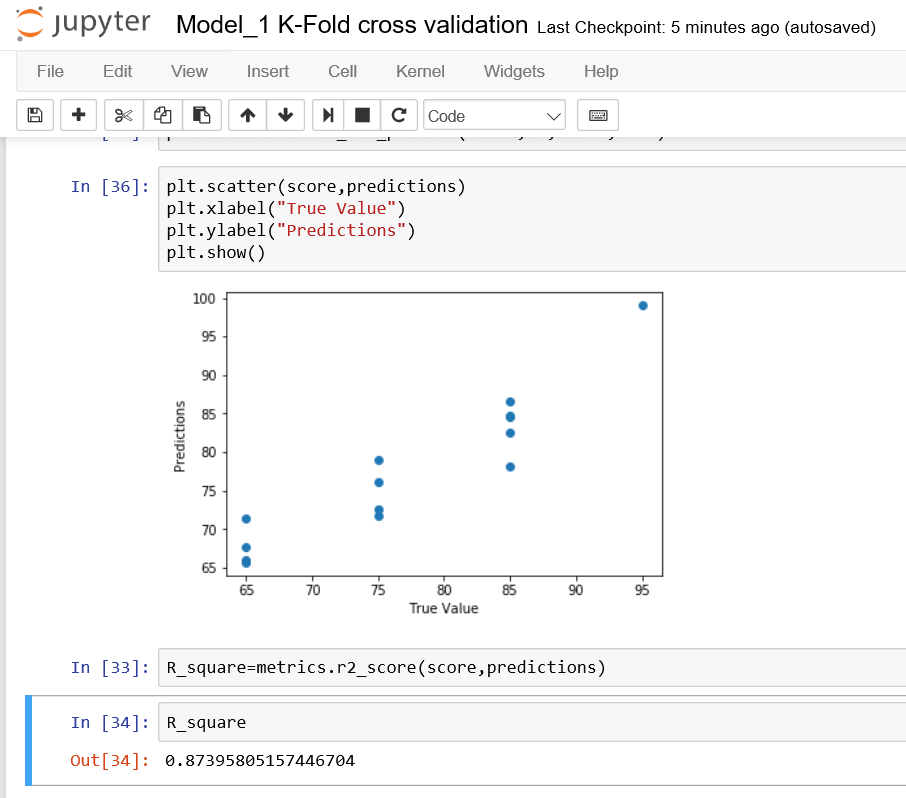 jupyter Model_1 K-Fold cross validation Last Checkpoint: 5 minutes ago (autosaved)
File Edit View Insert Cell Kernel Widgets Help
Code
In [36]: plt.scatter(score,predictions)
plt.xlabel("True Value")
plt.ylabel("Predictions")
plt.show()
100
95
90
85
80
75
70
65
Predictions
65 70 75 80 85 90 95
True Value
In [33]: R_square=metrics.r2_score(score,predictions)
In [34]: R_square
Out[34]: 0.87395805157446704